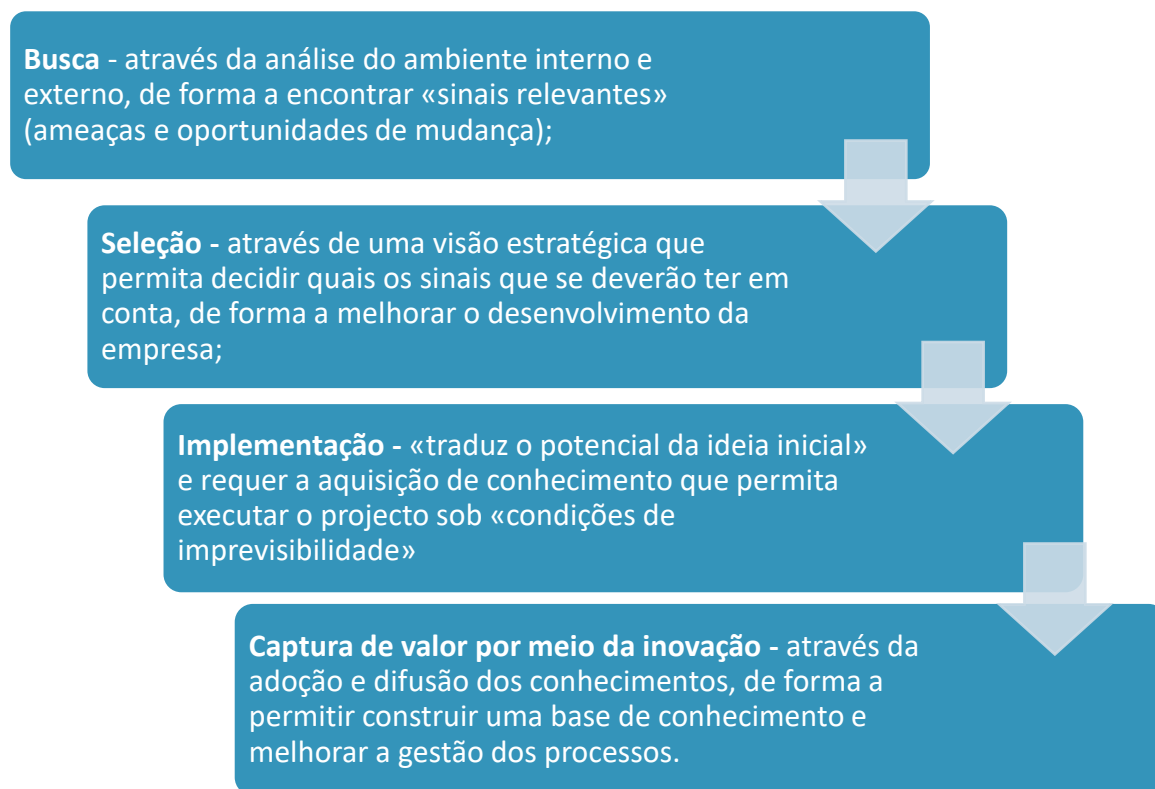 Busca - através da análise do ambiente interno e
externo, de forma a encontrar «sinais relevantes»
(ameaças e oportunidades de mudança);
Seleção - através de uma visão estratégica que
permita decidir quais os sinais que se deverão ter em
conta, de forma a melhorar o desenvolvimento da
empresa;
Implementação - «traduz o potencial da ideia inicial»
e requer a aquisição de conhecimento que permita
executar o projecto sob «condições de
imprevisibilidade»
Captura de valor por meio da inovação - através da
adoção e difusão dos conhecimentos, de forma a
permitir construir uma base de conhecimento e
melhorar a gestão dos processos.